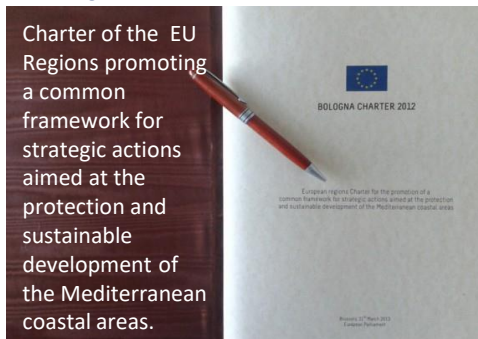 Charter of the EU
Regions promoting
a common
framework for
strategic actions
aimed at the
protection and
sustainable
development of
the Mediterranean
coastal areas.
BOLOGNA CHARTER 2012
European regions Charter for the promotion of a
common framework for strategic actions aimed at the protection
and sustainable development of the Mediterranean coastal areas
European Parliament